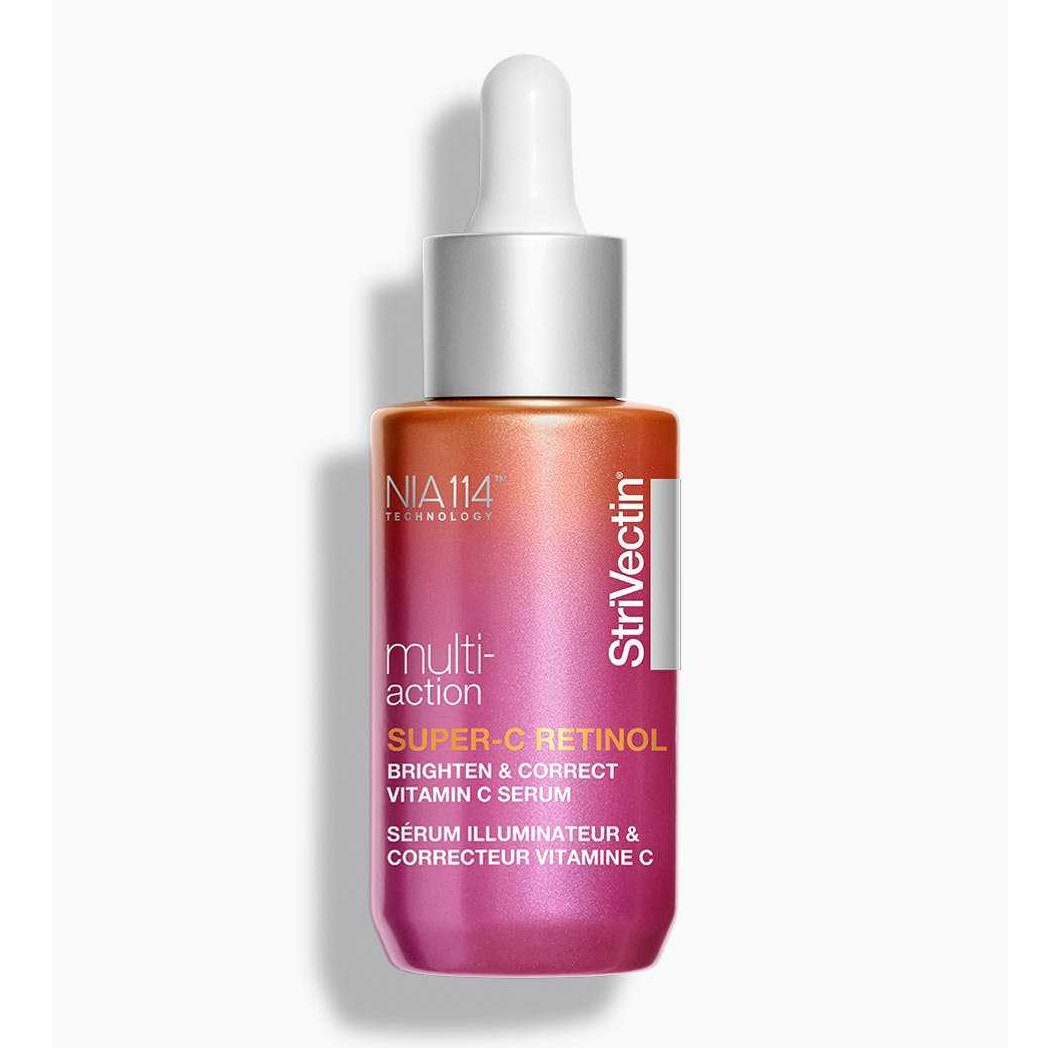 NIA114™
TECHNOLOGY
StriVectin®
multi-
action
SUPER-C RETINOL
BRIGHTEN & CORRECT
VITAMIN C SERUM
SÉRUM ILLUMINATEUR &
CORRECTEUR VITAMINE C